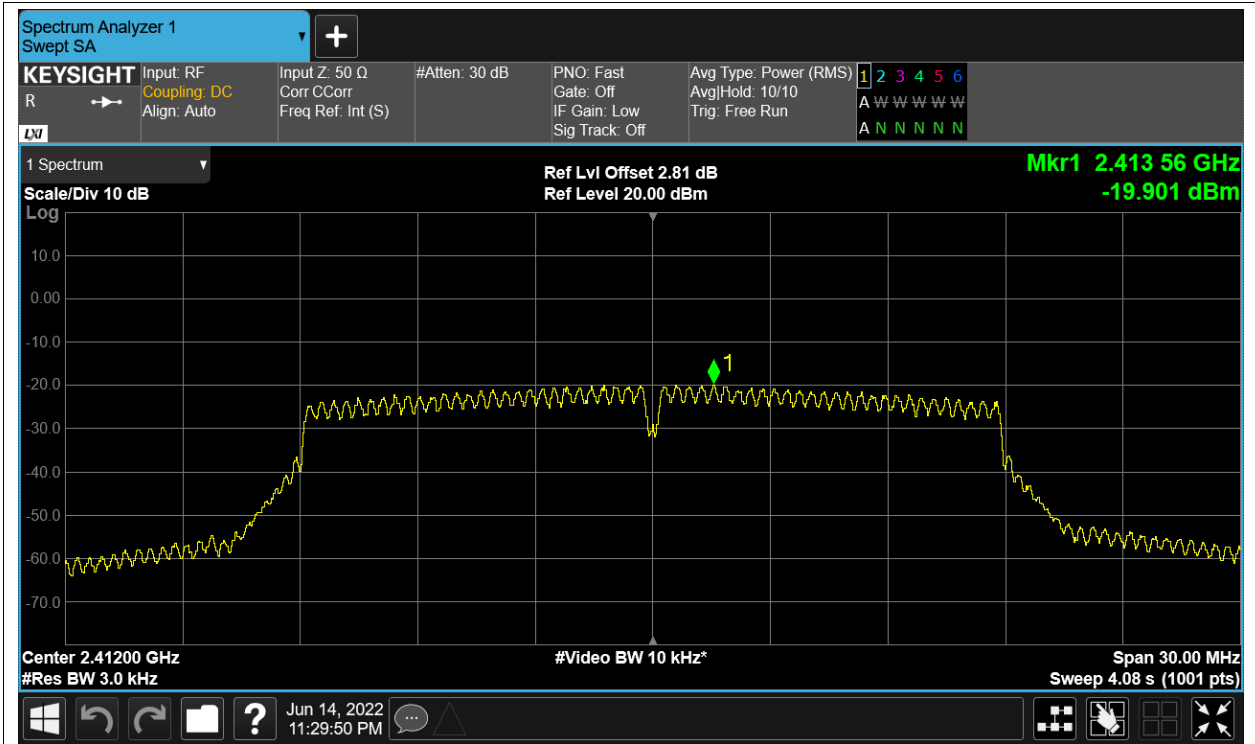 Spectrum Analyzer 1
Swept SA
KEYSIGHT
R
LXI
Input: RF
Coupling: DC
Align: Auto
Input Z: 50 Ω
Corr CCorr
Freq Ref: Int (S)
#Atten: 30 dB
PNO: Fast
Gate: Off
IF Gain: Low
Sig Track: Off
Avg Type: Power (RMS)
Avg|Hold: 10/10
Trig: Free Run
1 2 3 4 5 6
A W W W W W
A N N N N N
1 Spectrum
Scale/Div 10 dB
Log
Ref Lvl Offset 2.81 dB
Ref Level 20.00 dBm
Mkr1 2.413 56 GHz
-19.901 dBm
10.0
0.00
-10.0
-20.0
-30.0
-40.0
-50.0
-60.0
-70.0
1
Center 2.41200 GHz
#Res BW 3.0 kHz
#Video BW 10 kHz*
Span 30.00 MHz
Sweep 4.08 s (1001 pts)
?
Jun 14, 2022
11:29:50 PM